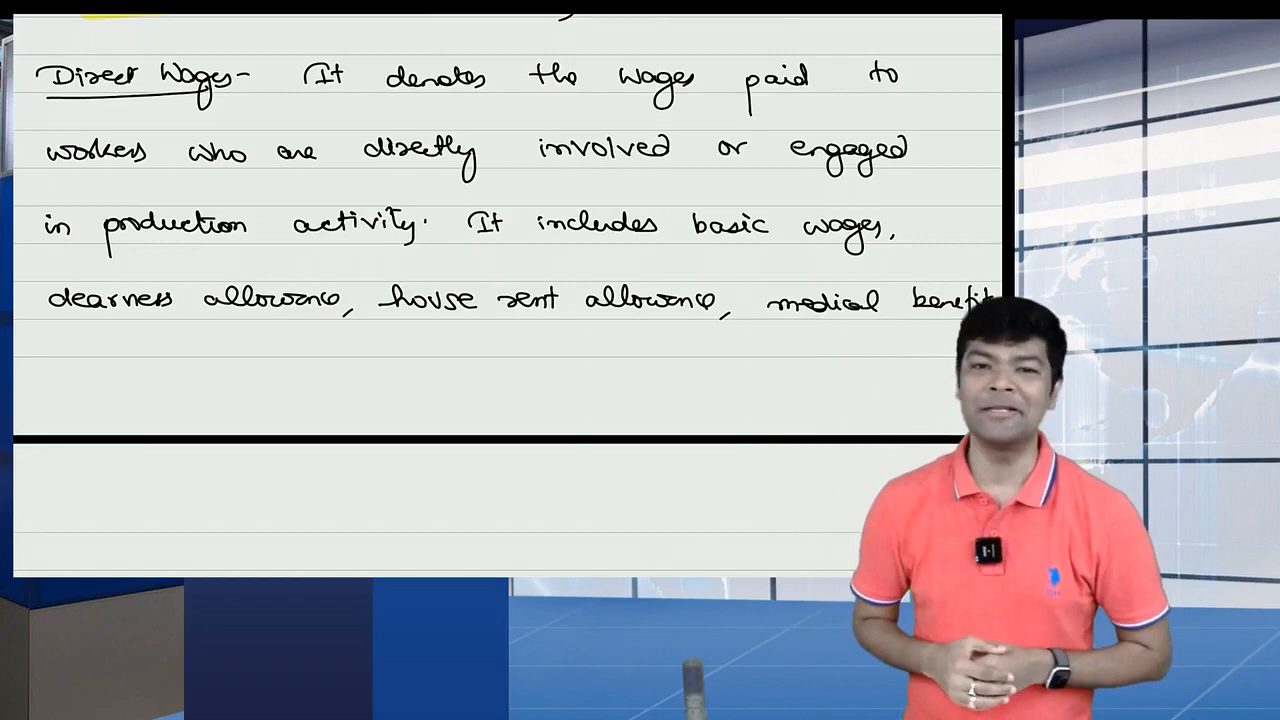 Direct Wages- It denotes the wages paid to
workers who are directly involved or engaged
in production activity. It includes basic wages,
dearness allowance, house rent allowance, medical benefit